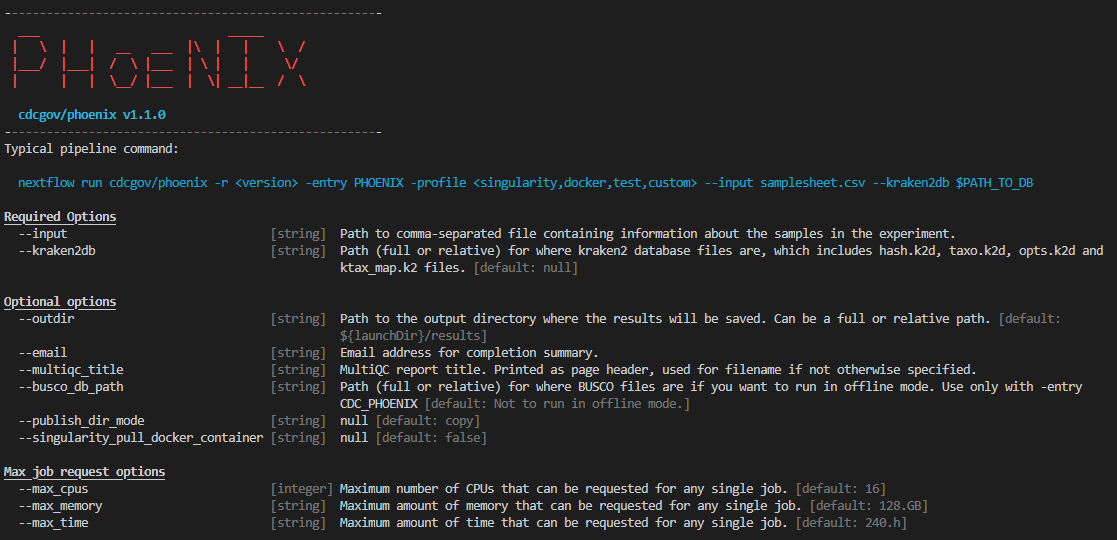 PHoeNIX
cdcgov/phoenix v1.1.0
Typical pipeline command:
nextflow run cdcgov/phoenix -r <version> -entry PHOENIX -profile <singularity,docker,test,custom> --input samplesheet.csv --kraken2db $PATH_TO_DB
Required Options
--input [string] Path to comma-separated file containing information about the samples in the experiment.
--kraken2db [string] Path (full or relative) for where kraken2 database files are, which includes hash.k2d, taxo.k2d, opts.k2d and
ktax_map.k2 files. [default: null]
Optional options
--outdir [string] Path to the output directory where the results will be saved. Can be a full or relative path. [default:
${launchDir}/results]
--email [string] Email address for completion summary.
--multiqc_title [string] MultiQC report title. Printed as page header, used for filename if not otherwise specified.
--busco_db_path [string] Path (full or relative) for where BUSCO files are if you want to run in offline mode. Use only with -entry
CDC_PHOENIX [default: Not to run in offline mode.]
--publish_dir_mode [string] null [default: copy]
--singularity_pull_docker_container [string] null [default: false]
Max job request options
--max_cpus [integer] Maximum number of CPUs that can be requested for any single job. [default: 16]
--max_memory [string] Maximum amount of memory that can be requested for any single job. [default: 128.GB]
--max_time [string] Maximum amount of time that can be requested for any single job. [default: 240.h]